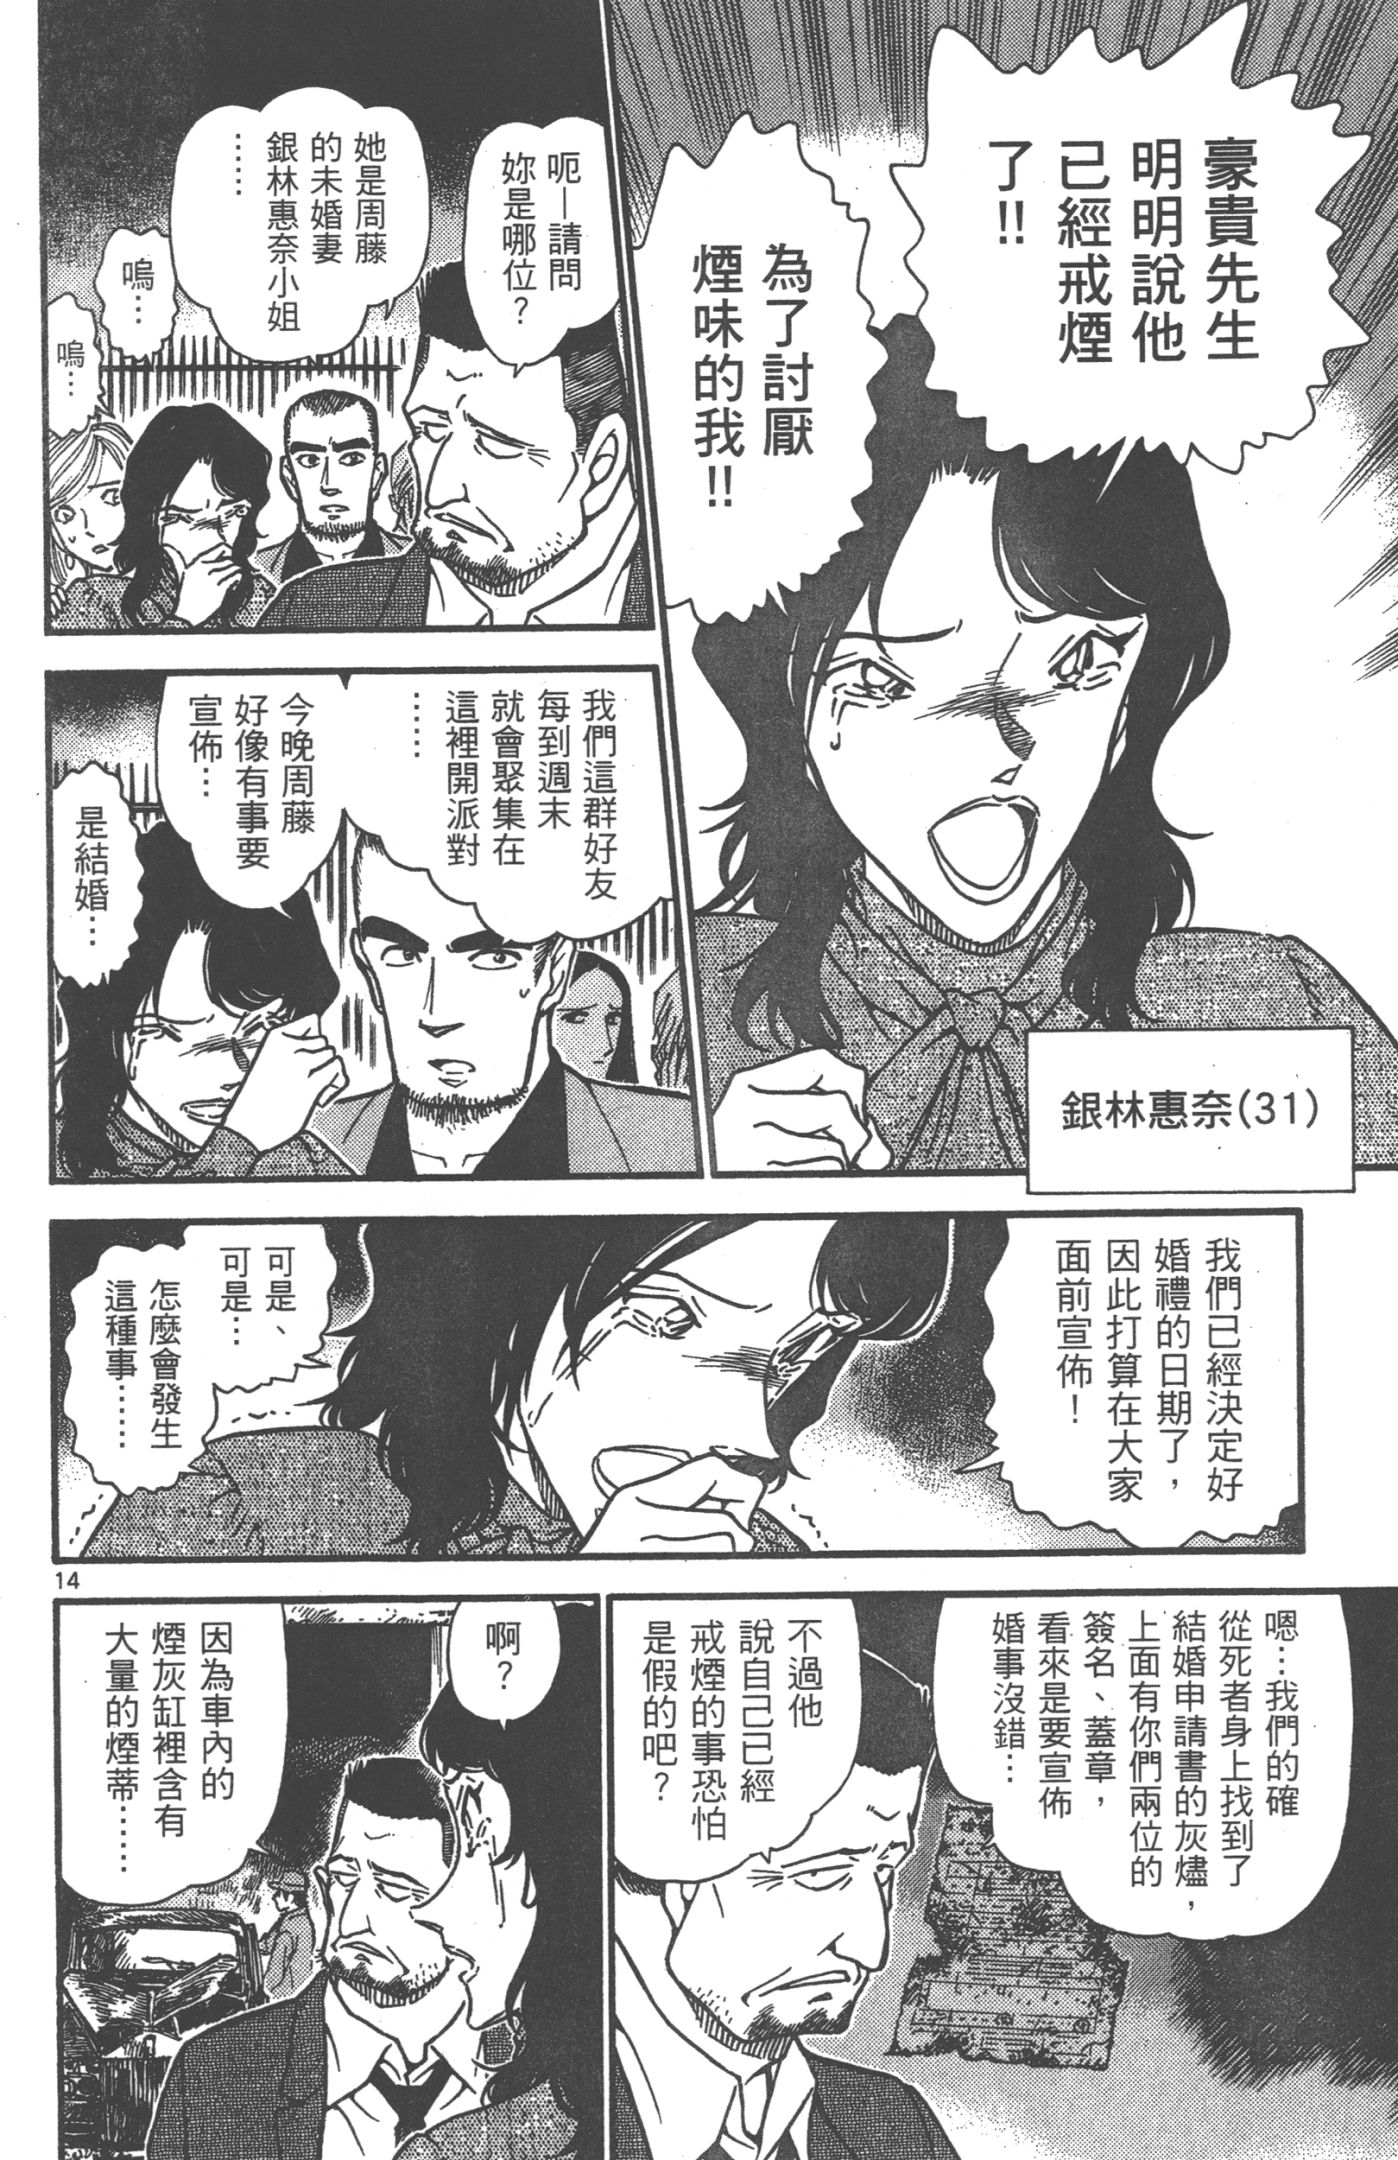 豪貴先生
明明說他
已經戒煙
了!!
為了討厭
煙味的我!!
銀林惠奈(31)
呃—請問
妳是哪位?
她是周藤
的未婚妻
銀林惠奈小姐
……
嗚…
嗚…
我們這群好友
每到週末
就會聚集在
這裡開派對
……
今晚周藤
好像有事要
宣佈…
是結婚…
我們已經決定好
婚禮的日期了,
因此打算在大家
面前宣佈!
可是、
可是…
怎麼會發生
這種事……
14
嗯…我們的確
從死者身上找到了
結婚申請書的灰燼,
上面有你們兩位的
簽名、蓋章,
看來是要宣佈
婚事沒錯…
不過他
說自己已經
戒煙的事恐怕
是假的吧?
啊?
因為車內的
煙灰缸裡含有
大量的煙蒂……